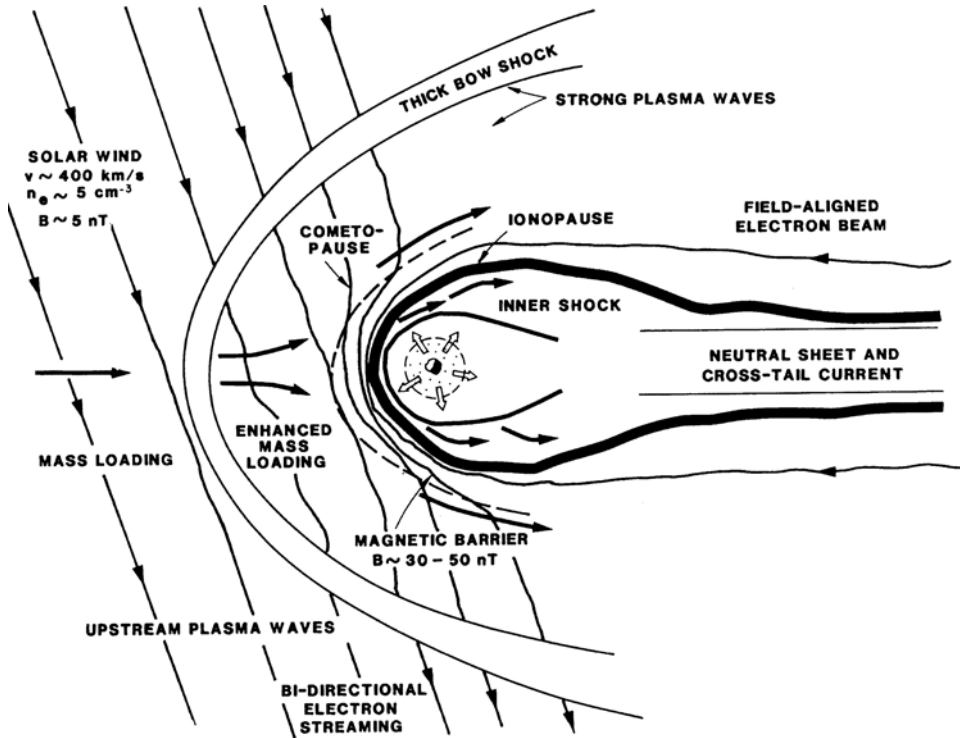 THICK BOW SHOCK
STRONG PLASMA WAVES
SOLAR WIND
v ~ 400 km/s
n e ~ 5 cm⁻³
B ~ 5 nT
COMETO-
PAUSE
IONOPAUSE
FIELD-ALIGNED
ELECTRON BEAM
INNER SHOCK
NEUTRAL SHEET AND
CROSS-TAIL CURRENT
MASS LOADING
ENHANCED
MASS
LOADING
MAGNETIC BARRIER
B ~ 30 – 50 nT
UPSTREAM PLASMA WAVES
BI-DIRECTIONAL
ELECTRON
STREAMING